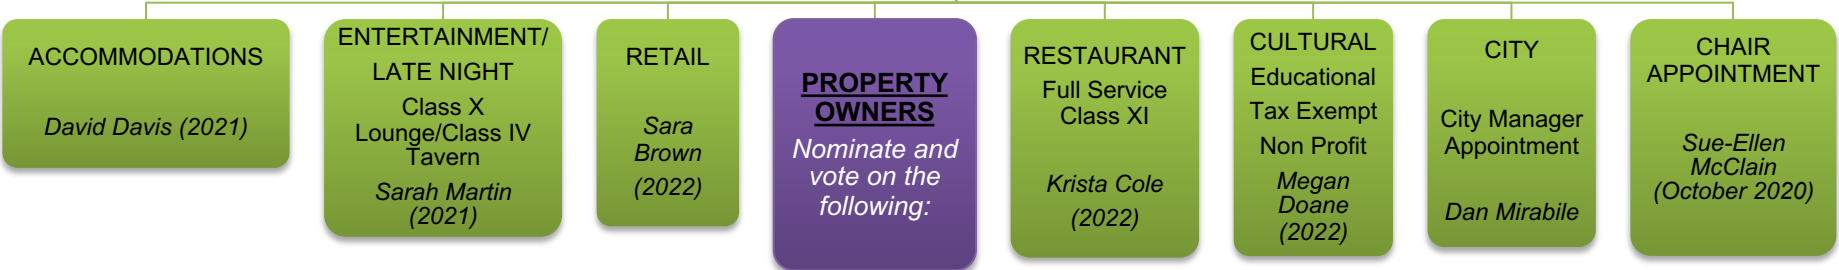 ACCOMMODATIONS
David Davis (2021)
ENTERTAINMENT/
LATE NIGHT
Class X
Lounge/Class IV
Tavern
Sarah Martin
(2021)
RETAIL
Sara
Brown
(2022)
PROPERTY
OWNERS
Nominate and
vote on the
following:
RESTAURANT
Full Service
Class XI
Krista Cole
(2022)
CULTURAL
Educational
Tax Exempt
Non Profit
Megan
Doane
(2022)
CITY
City Manager
Appointment
Dan Mirabile
CHAIR
APPOINTMENT
Sue-Ellen
McClain
(October 2020)